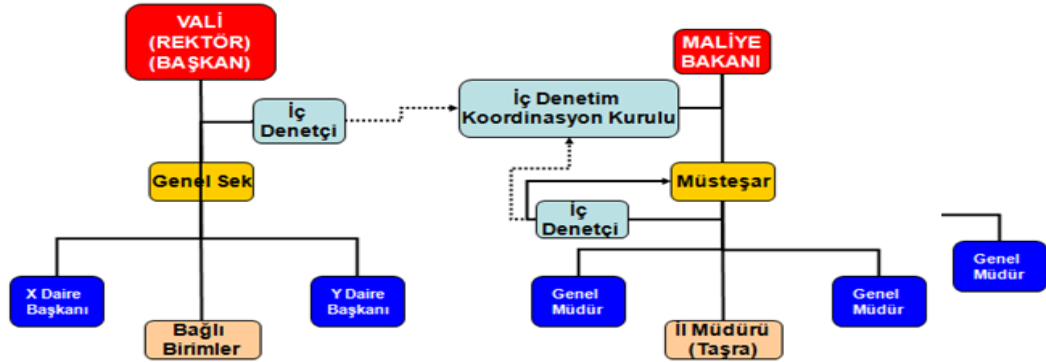 VALİ
(REKTÖR)
(BAŞKAN)
MALİYE
BAKANI
İç
Denetçi
İç Denetim
Koordinasyon Kurulu
Genel Sek
Müsteşar
İç
Denetçi
X Daire
Başkanı
Y Daire
Başkanı
Genel
Müdür
Genel
Müdür
Genel
Müdür
Bağlı
Birimler
İl Müdürü
(Taşra)